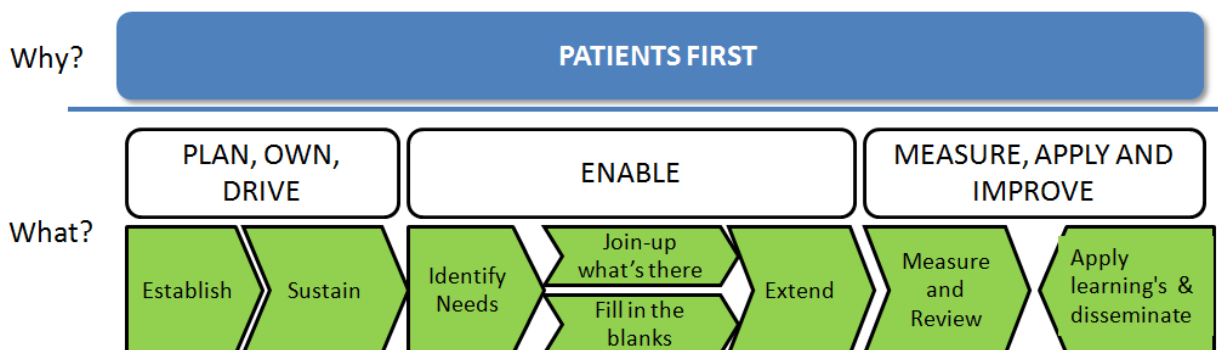 Why?
PATIENTS FIRST
What?
PLAN, OWN,
DRIVE
ENABLE
MEASURE, APPLY AND
IMPROVE
Establish
Sustain
Identify
Needs
Join-up
what's there
Fill in the
blanks
Extend
Measure
and
Review
Apply
learning's &
disseminate